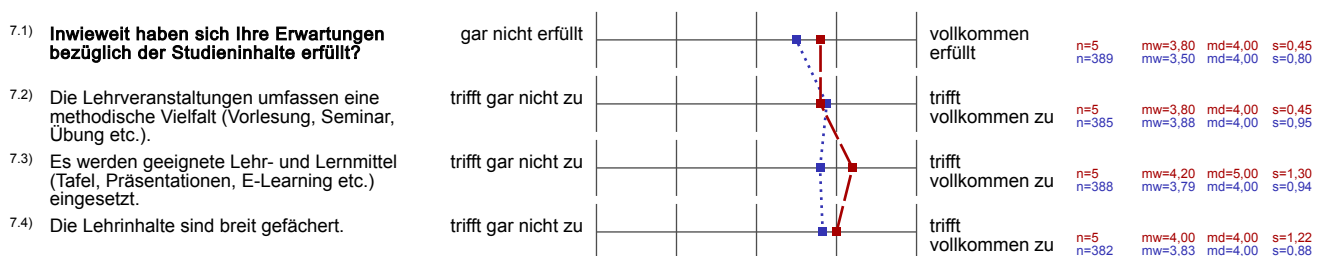 7.1) Inwieweit haben sich Ihre Erwartungen
bezüglich der Studieninhalte erfüllt?
gar nicht erfüllt
vollkommen
erfüllt
n=5 mw=3,80 md=4,00 s=0,45
n=389 mw=3,50 md=4,00 s=0,80
7.2) Die Lehrveranstaltungen umfassen eine
methodische Vielfalt (Vorlesung, Seminar,
Übung etc.).
trifft gar nicht zu
trifft
vollkommen zu
n=5 mw=3,80 md=4,00 s=0,45
n=385 mw=3,88 md=4,00 s=0,95
7.3) Es werden geeignete Lehr- und Lernmittel
(Tafel, Präsentationen, E-Learning etc.)
eingesetzt.
trifft gar nicht zu
trifft
vollkommen zu
n=5 mw=4,20 md=5,00 s=1,30
n=388 mw=3,79 md=4,00 s=0,94
7.4) Die Lehrinhalte sind breit gefächert.
trifft gar nicht zu
trifft
vollkommen zu
n=5 mw=4,00 md=4,00 s=1,22
n=382 mw=3,83 md=4,00 s=0,88